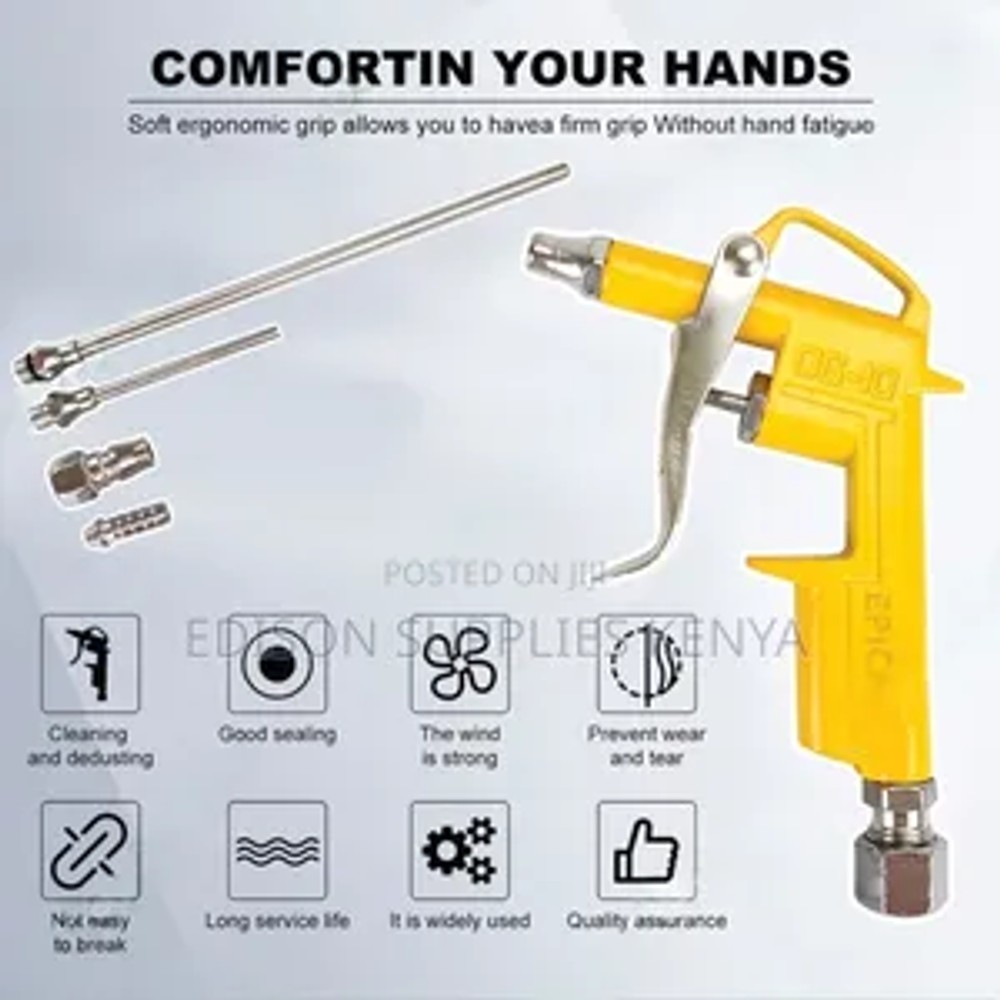 COMFORTIN YOUR HANDS
Soft ergonomic grip allows you to havea firm grip Without hand fatigue
DG-10
EPICA
POSTED ON JIJI
EDISON SUPPLIES KENYA
Cleaning
and dedusting
Good sealing
The wind
is strong
Prevent wear
and tear
Not easy
to break
Long service life
It is widely used
Quality assurance